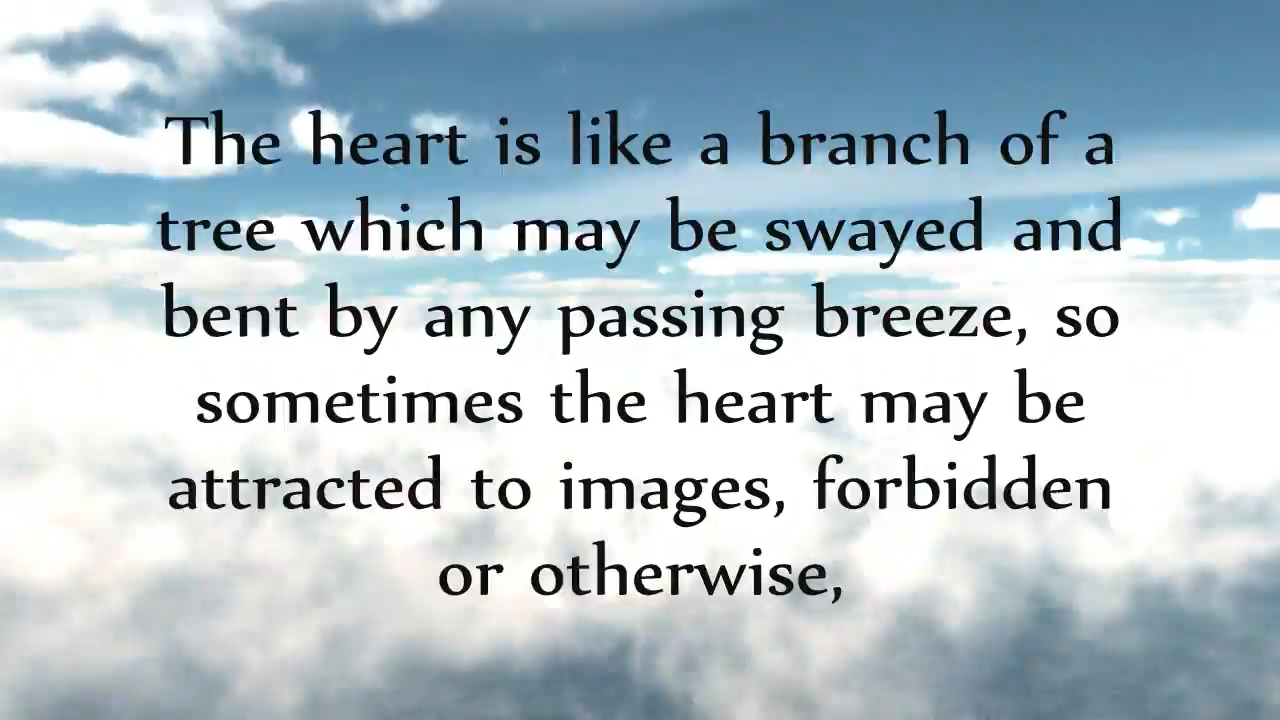 The heart is like a branch of a
tree which may be swayed and
bent by any passing breeze, so
sometimes the heart may be
attracted to images, forbidden
or otherwise,